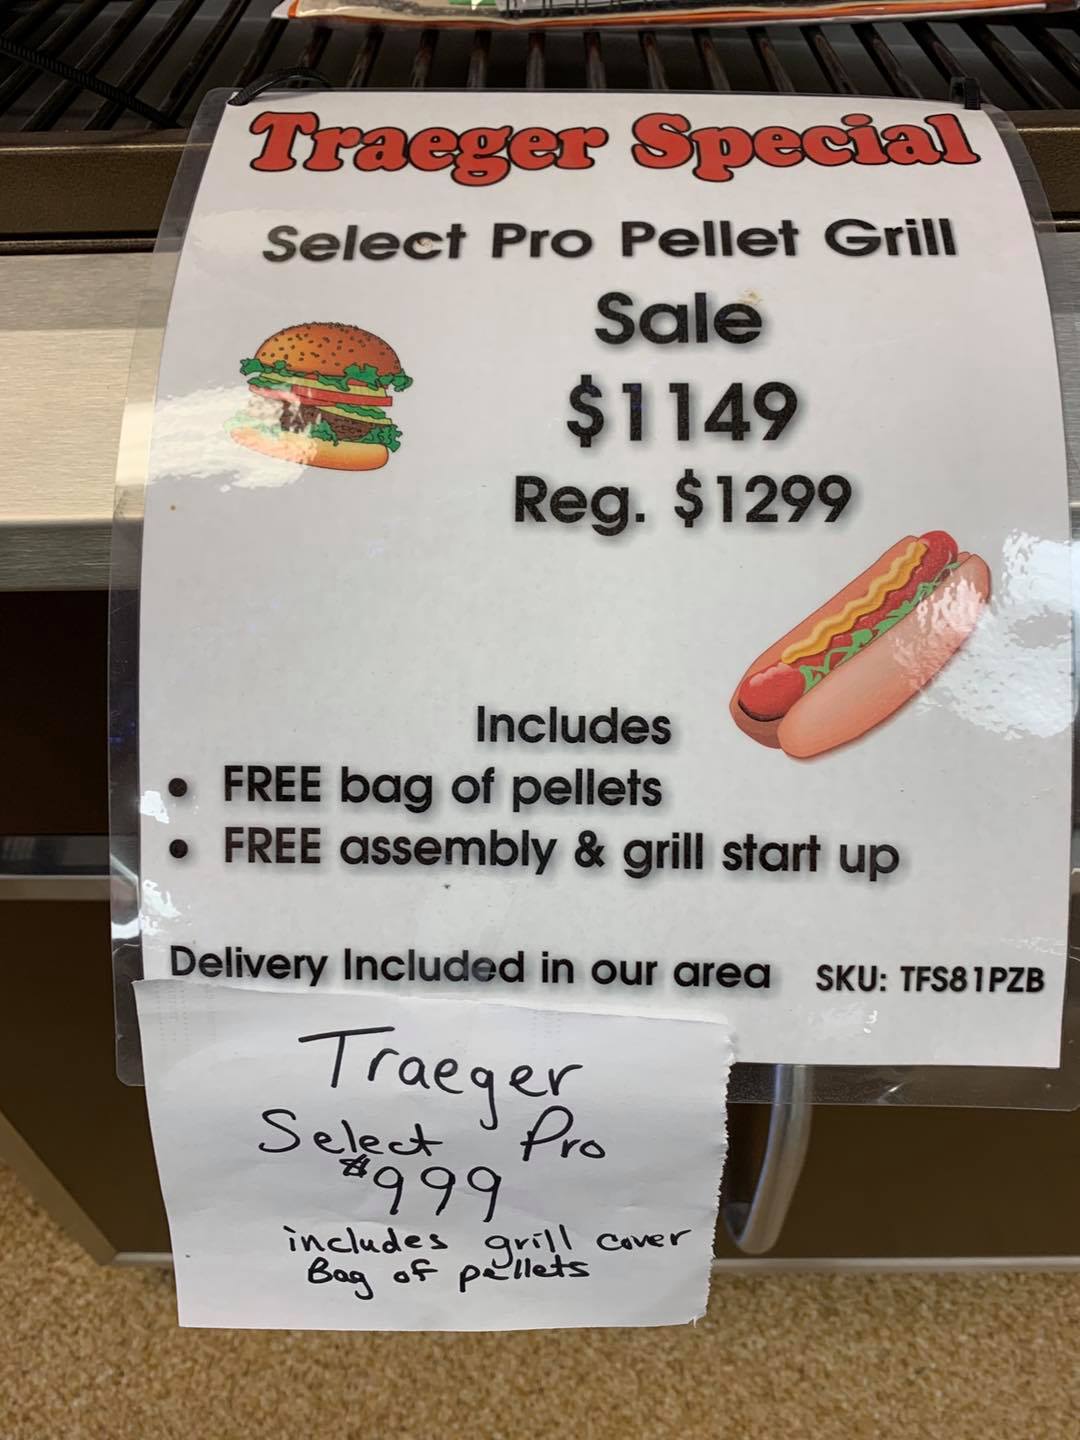 Traeger Special
Select Pro Pellet Grill
Sale
$1149
Reg. $1299
Includes
• FREE bag of pellets
• FREE assembly & grill start up
Delivery Included in our area SKU: TFS81PZB
Traeger
Select Pro
$999
includes grill cover
Bag of pellets